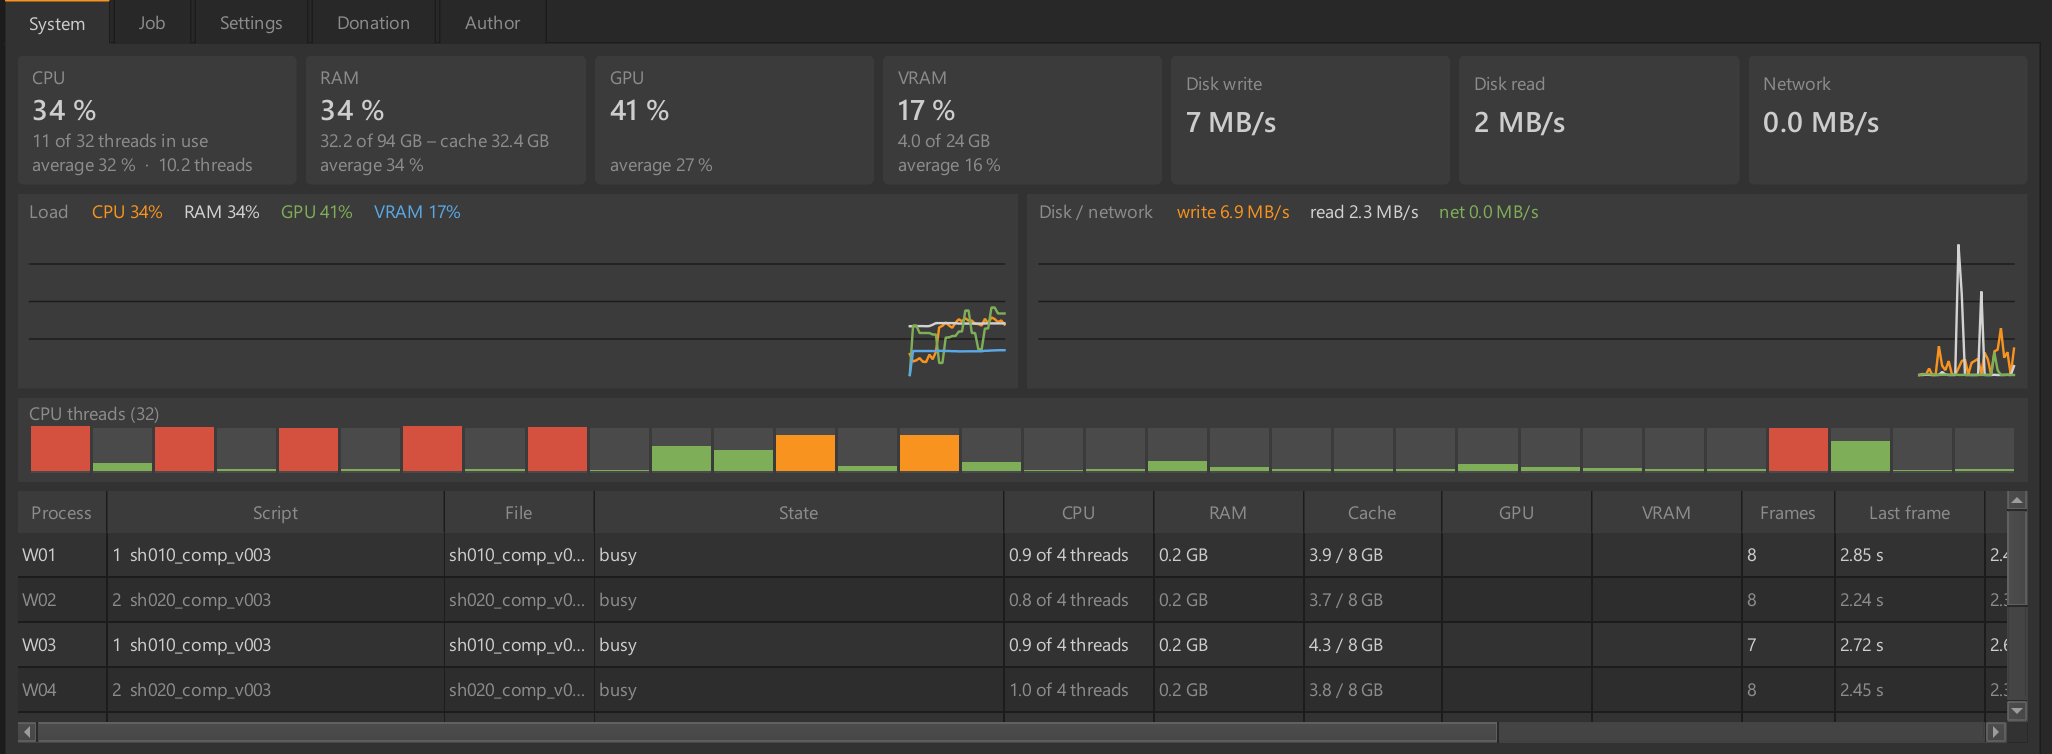 System Job Settings Donation Author
CPU
34 %
11 of 32 threads in use
average 32 % · 10.2 threads
RAM
34 %
32.2 of 94 GB – cache 32.4 GB
average 34 %
GPU
41 %
average 27 %
VRAM
17 %
4.0 of 24 GB
average 16 %
Disk write
7 MB/s
Disk read
2 MB/s
Network
0.0 MB/s
Load CPU 34% RAM 34% GPU 41% VRAM 17%
Disk / network write 6.9 MB/s read 2.3 MB/s net 0.0 MB/s
CPU threads (32)
Process Script File State CPU RAM Cache GPU VRAM Frames Last frame
W01 1 sh010_comp_v003 sh010_comp_v0... busy 0.9 of 4 threads 0.2 GB 3.9 / 8 GB 8 2.85 s
W02 2 sh020_comp_v003 sh020_comp_v0... busy 0.8 of 4 threads 0.2 GB 3.7 / 8 GB 8 2.24 s
W03 1 sh010_comp_v003 sh010_comp_v0... busy 0.9 of 4 threads 0.2 GB 4.3 / 8 GB 7 2.72 s
W04 2 sh020_comp_v003 sh020_comp_v0... busy 1.0 of 4 threads 0.2 GB 3.8 / 8 GB 8 2.45 s